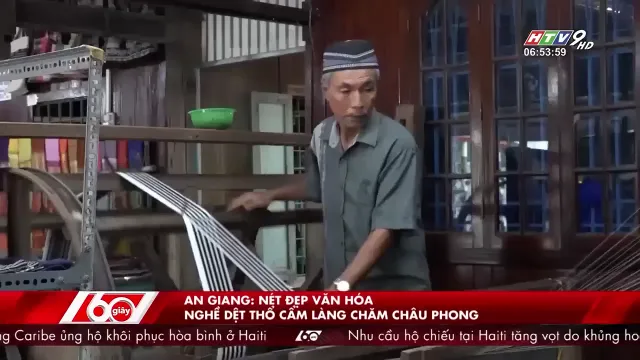 HTV9 HD
06:53:59
60 giây
AN GIANG: NÉT ĐẸP VĂN HÓA
NGHỀ DỆT THỔ CẨM LÀNG CHĂM CHÂU PHONG
Caribe ủng hộ khôi phục hòa bình ở Haiti
Nhu cầu hộ chiếu tại Haiti tăng vọt do khủng